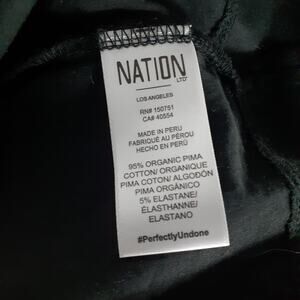 NATION
LTD
LOS ANGELES
RN# 150751
CA# 40554
MADE IN PERU
FABRIQUÉ AU PÉROU
HECHO EN PERÚ
95% ORGANIC PIMA
COTTON/ ORGANIQUE
PIMA COTON/ ALGODÓN
PIMA ORGÁNICO
5% ELASTANE/
ÉLASTHANNE/
ELASTANO
#PerfectlyUndone